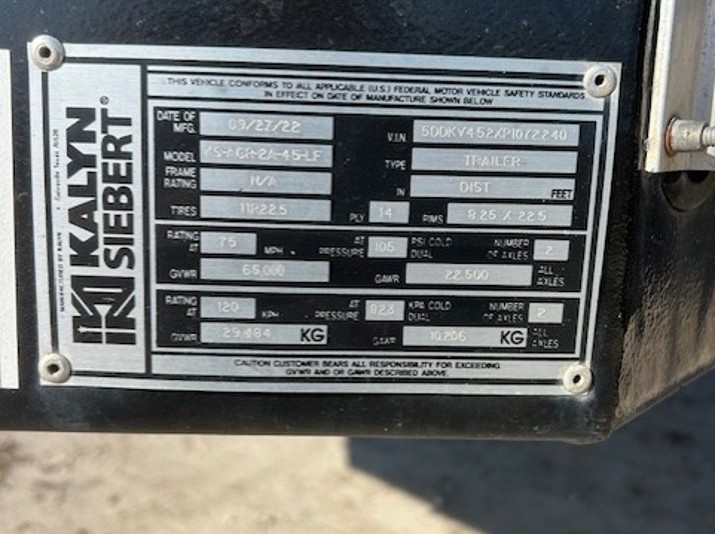 THIS VEHICLE CONFORMS TO ALL APPLICABLE (U.S.) FEDERAL MOTOR VEHICLE SAFETY STANDARDS
IN EFFECT ON DATE OF MANUFACTURE SHOWN BELOW
KALYN
SIEBERT®
MANUFACTURED BY KALYN
DATE OF MFG. 09/27/22 V.I.N.
MODEL TYPE TRAILER
FRAME RATING N/A IN DIST FEET
TIRES 11R22.5 PLY 14 RIMS 8.25 X 22.5
RATING AT 75 MPH AT PRESSURE 105 PSI COLD DUAL NUMBER OF AXLES 2
GVWR 65,000 GAWR 22,500 ALL AXLES
RATING AT 120 KPH AT PRESSURE KPA COLD DUAL NUMBER OF AXLES 2
GVWR 29,484 KG GAWR 10,206 KG ALL AXLES
CAUTION CUSTOMER BEARS ALL RESPONSIBILITY FOR EXCEEDING
GVWR AND OR GAWR DESCRIBED ABOVE.